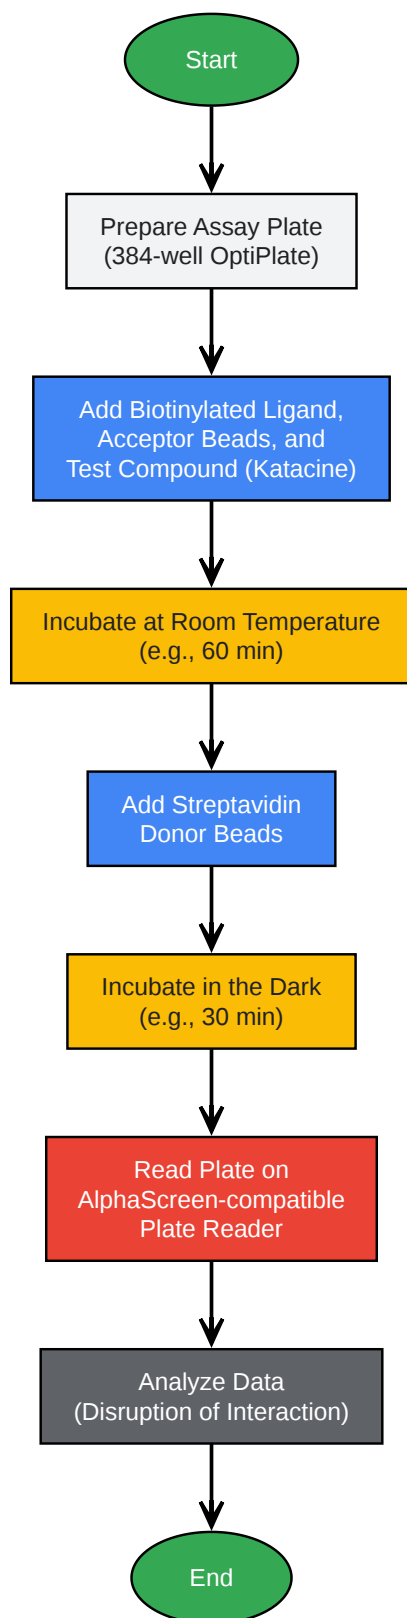 Start
Prepare Assay Plate
(384-well OptiPlate)
Add Biotinylated Ligand,
Acceptor Beads, and
Test Compound (Katacine)
Incubate at Room Temperature
(e.g., 60 min)
Add Streptavidin
Donor Beads
Incubate in the Dark
(e.g., 30 min)
Read Plate on
AlphaScreen-compatible
Plate Reader
Analyze Data
(Disruption of Interaction)
End